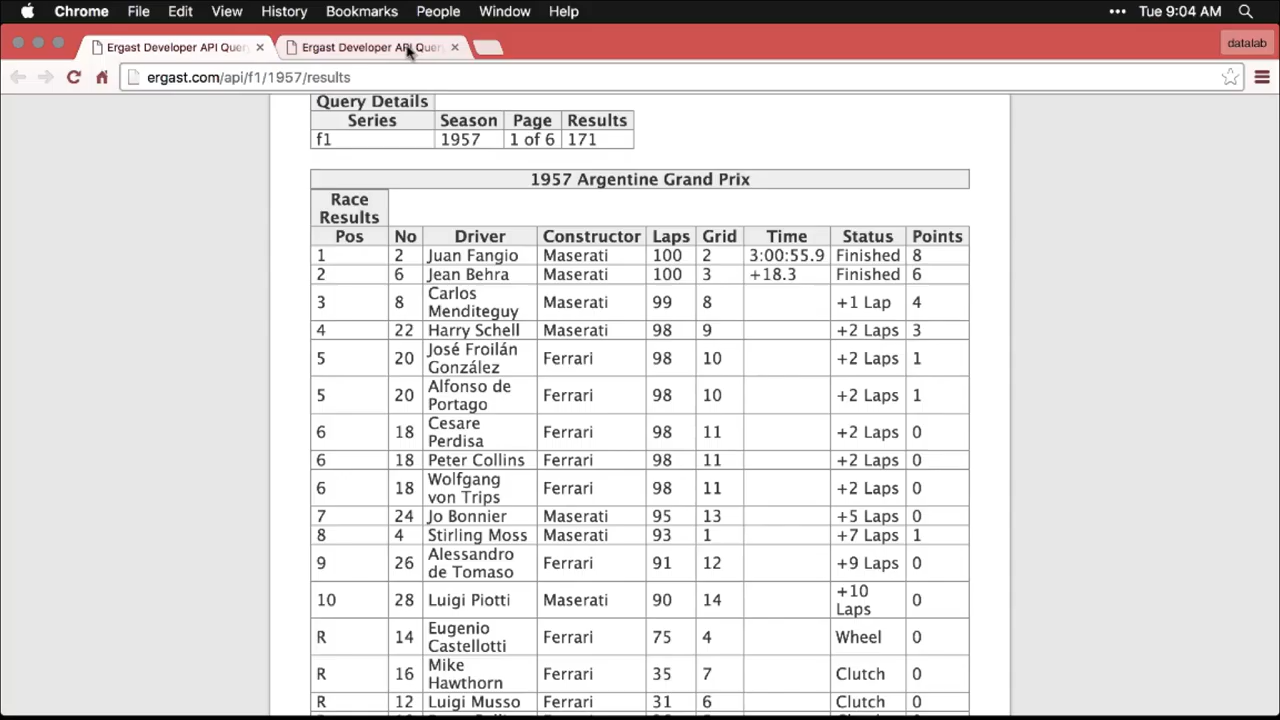 Chrome File Edit View History Bookmarks People Window Help ••• Tue 9:04 AM
Ergast Developer API Query Ergast Developer API Query datalab
ergast.com/api/f1/1957/results
Query Details
Series Season Page Results
f1 1957 1 of 6 171
1957 Argentine Grand Prix
Race
Results
Pos No Driver Constructor Laps Grid Time Status Points
1 2 Juan Fangio Maserati 100 2 3:00:55.9 Finished 8
2 6 Jean Behra Maserati 100 3 +18.3 Finished 6
3 8 Carlos
Menditeguy Maserati 99 8 +1 Lap 4
4 22 Harry Schell Maserati 98 9 +2 Laps 3
5 20 José Froilán
González Ferrari 98 10 +2 Laps 1
5 20 Alfonso de
Portago Ferrari 98 10 +2 Laps 1
6 18 Cesare
Perdisa Ferrari 98 11 +2 Laps 0
6 18 Peter Collins Ferrari 98 11 +2 Laps 0
6 18 Wolfgang
von Trips Ferrari 98 11 +2 Laps 0
7 24 Jo Bonnier Maserati 95 13 +5 Laps 0
8 4 Stirling Moss Maserati 93 1 +7 Laps 1
9 26 Alessandro
de Tomaso Ferrari 91 12 +9 Laps 0
10 28 Luigi Piotti Maserati 90 14 +10
Laps 0
R 14 Eugenio
Castellotti Ferrari 75 4 Wheel 0
R 16 Mike
Hawthorn Ferrari 35 7 Clutch 0
R 12 Luigi Musso Ferrari 31 6 Clutch 0